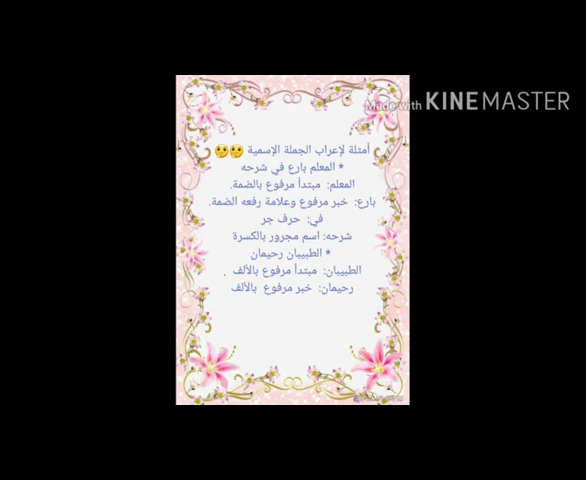 Made with KINEMASTER
أمثلة لإعراب الجملة الإسمية 🤔🤔
* المعلم بارع في شرحه
المعلم: مبتدأ مرفوع بالضمة.
بارع: خبر مرفوع وعلامة رفعه الضمة.
في: حرف جر
شرحه: اسم مجرور بالكسرة
* الطبيبان رحيمان
الطبيبان: مبتدأ مرفوع بالألف .
رحيمان: خبر مرفوع بالألف